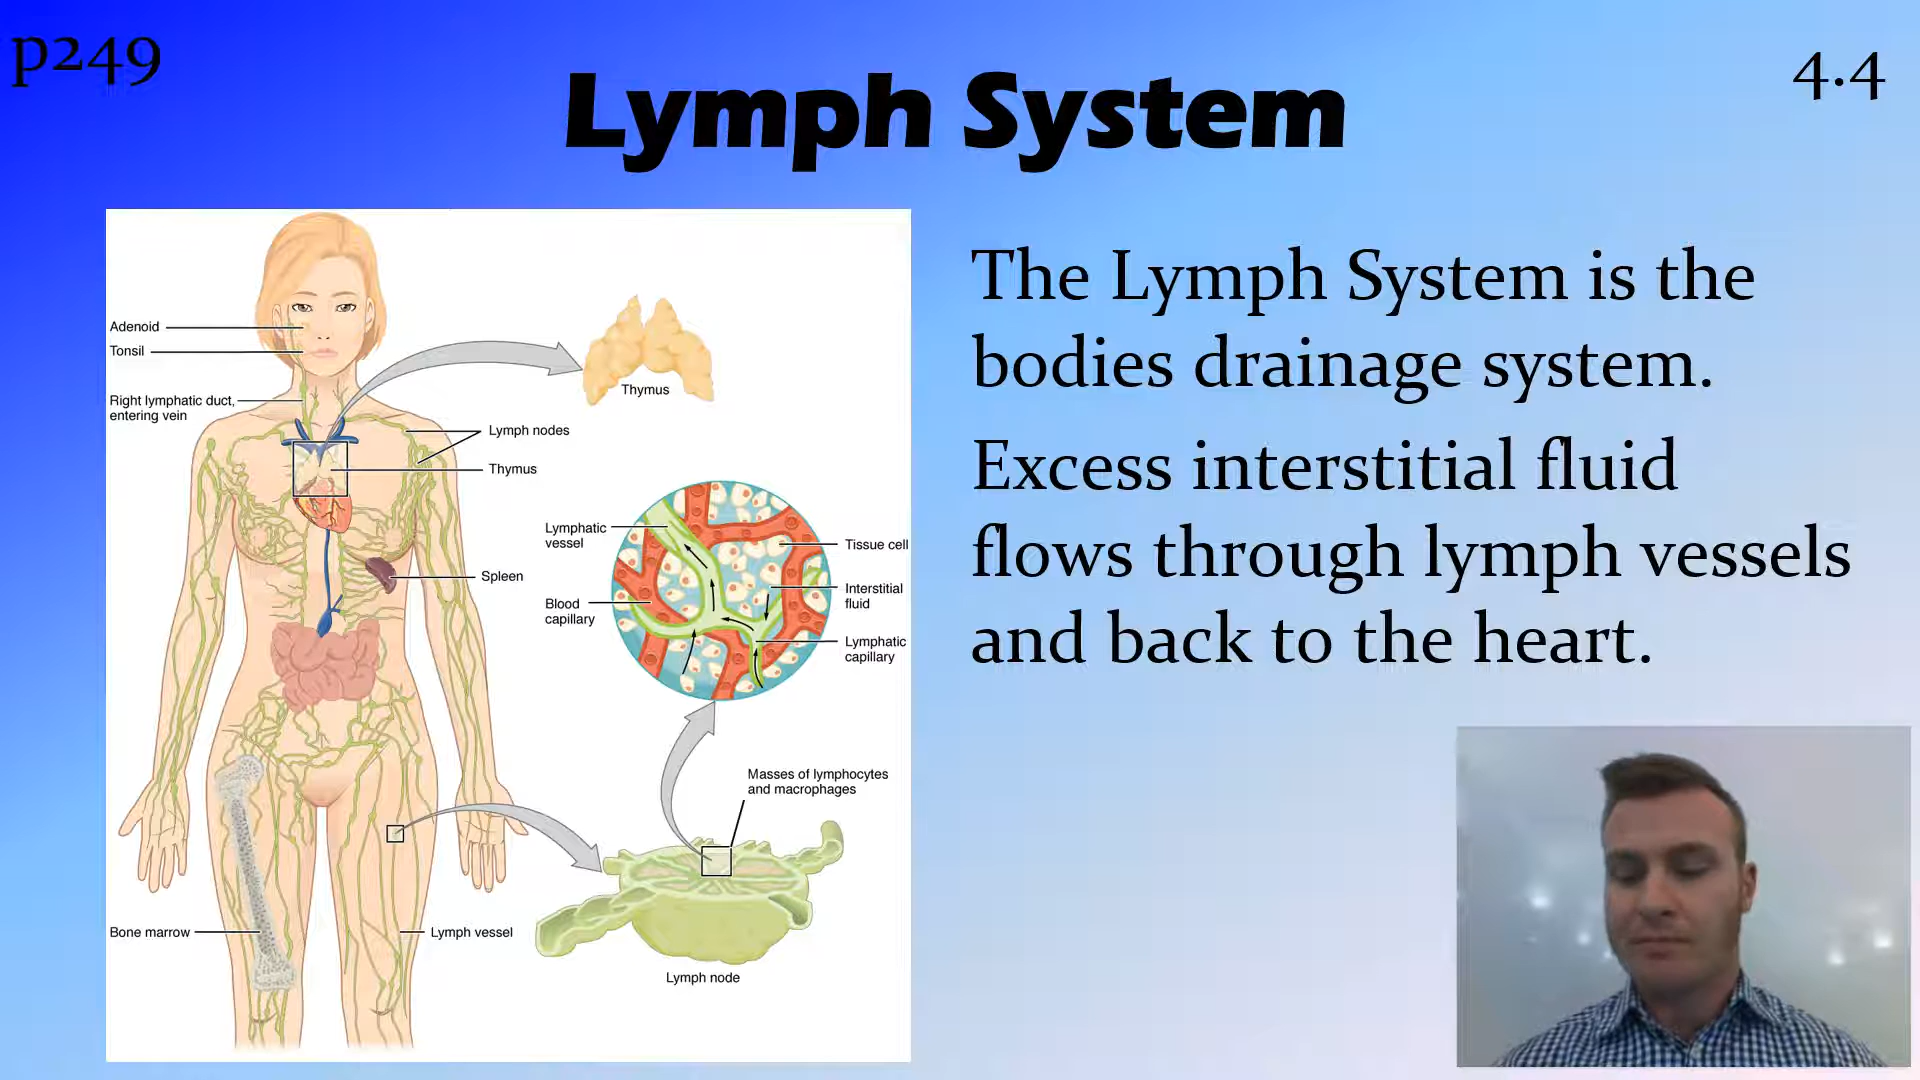 p249
4.4
Lymph System
Adenoid
Tonsil
Right lymphatic duct,
entering vein
Thymus
Lymph nodes
Thymus
Lymphatic
vessel
Tissue cell
Interstitial
fluid
Spleen
Blood
capillary
Lymphatic
capillary
Masses of lymphocytes
and macrophages
Bone marrow
Lymph vessel
Lymph node
The Lymph System is the
bodies drainage system.
Excess interstitial fluid
flows through lymph vessels
and back to the heart.